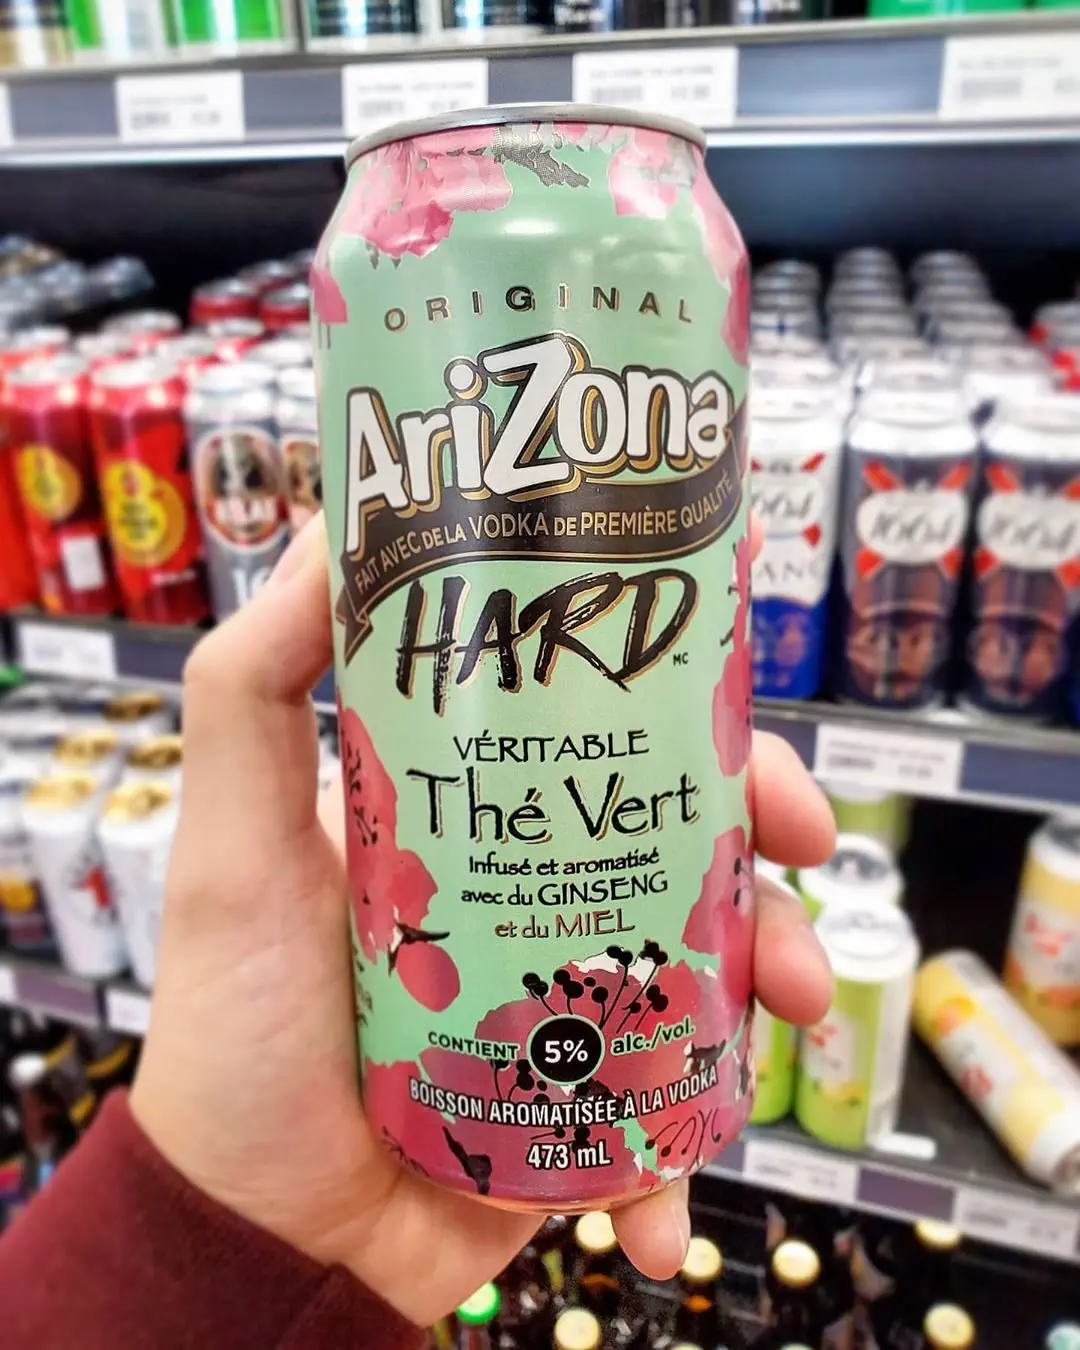 ORIGINAL
AriZona
FAIT AVEC DE LA VODKA DE PREMIÈRE QUALITÉ
HARD MC
VÉRITABLE
Thé Vert
Infusé et aromatisé
avec du GINSENG
et du MIEL
CONTIENT 5% alc./vol.
BOISSON AROMATISÉE À LA VODKA
473 mL